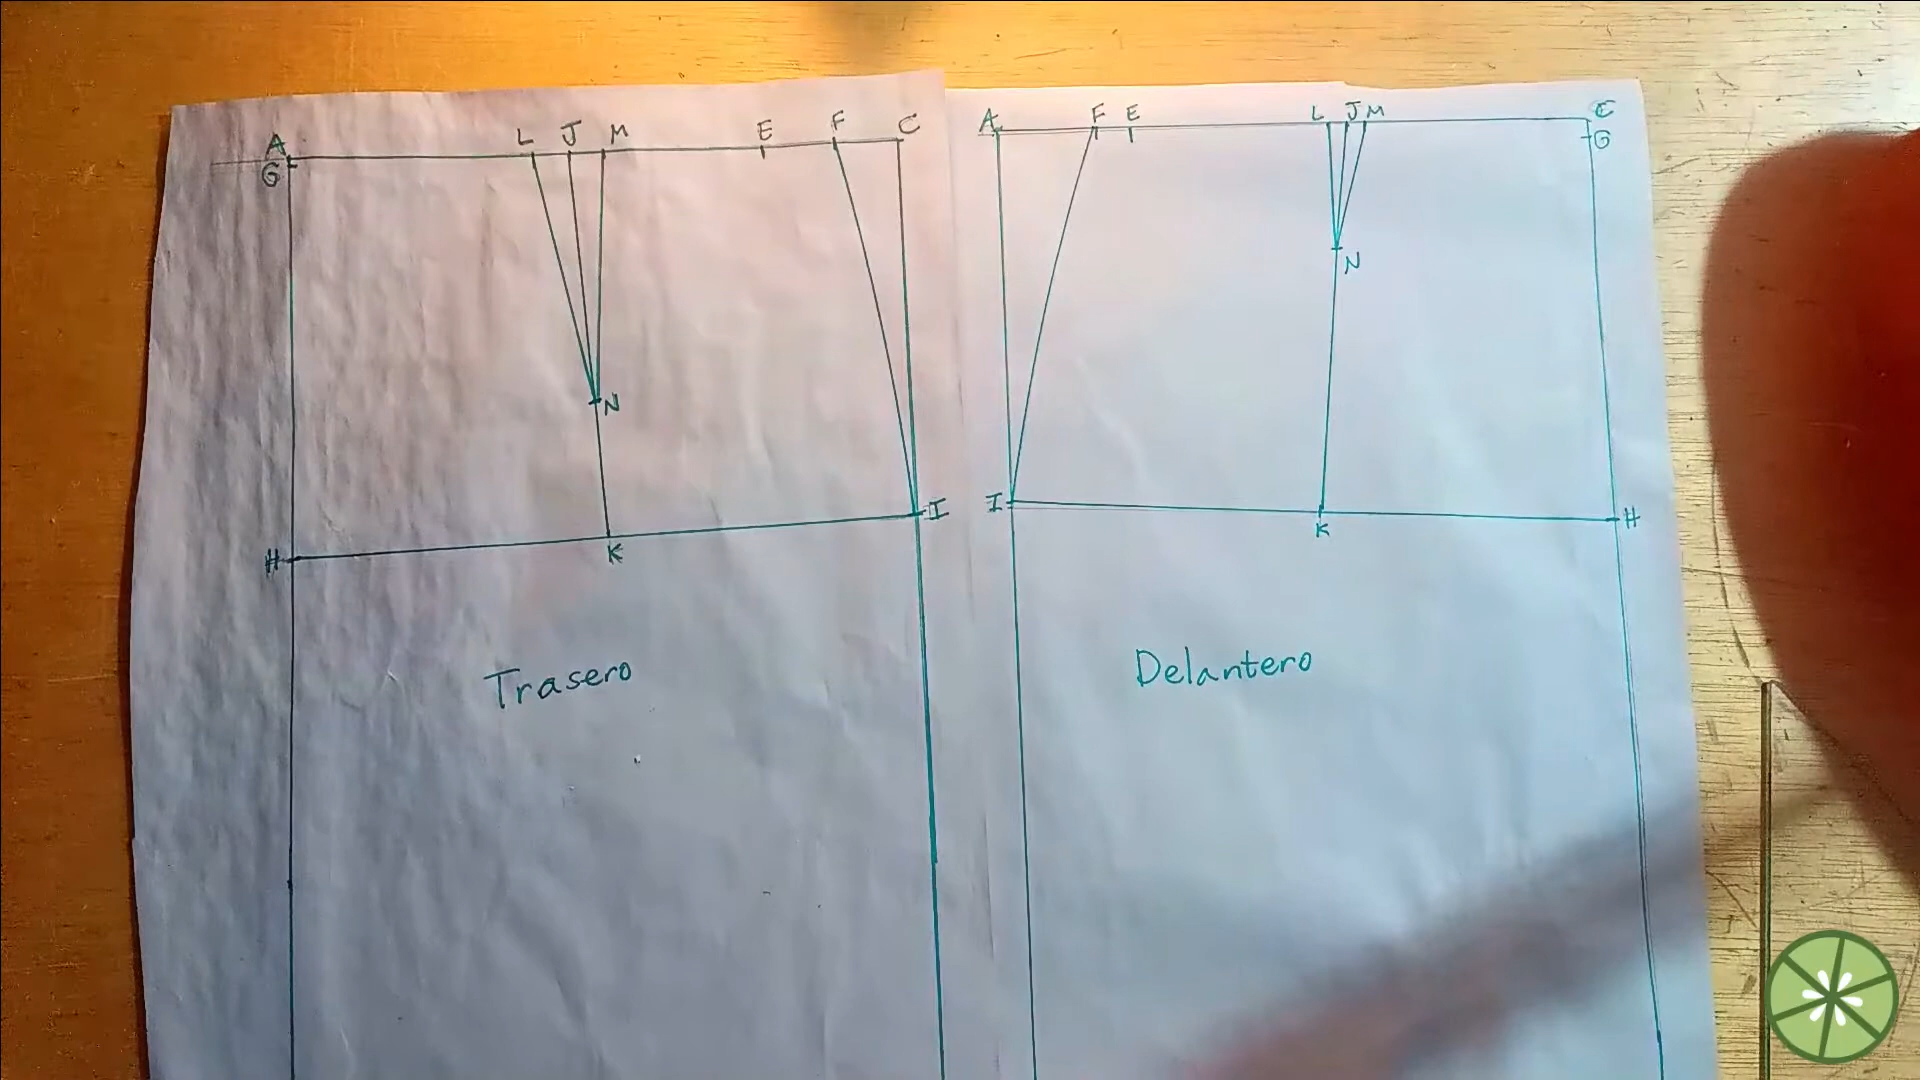 A L J M E F C
G
N
H K I
Trasero
A F E L J M C
G
N
I K H
Delantero